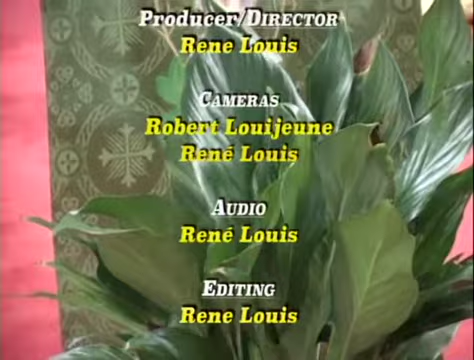 Producer/Director
Rene Louis
Cameras
Robert Louijeune
René Louis
Audio
René Louis
Editing
Rene Louis